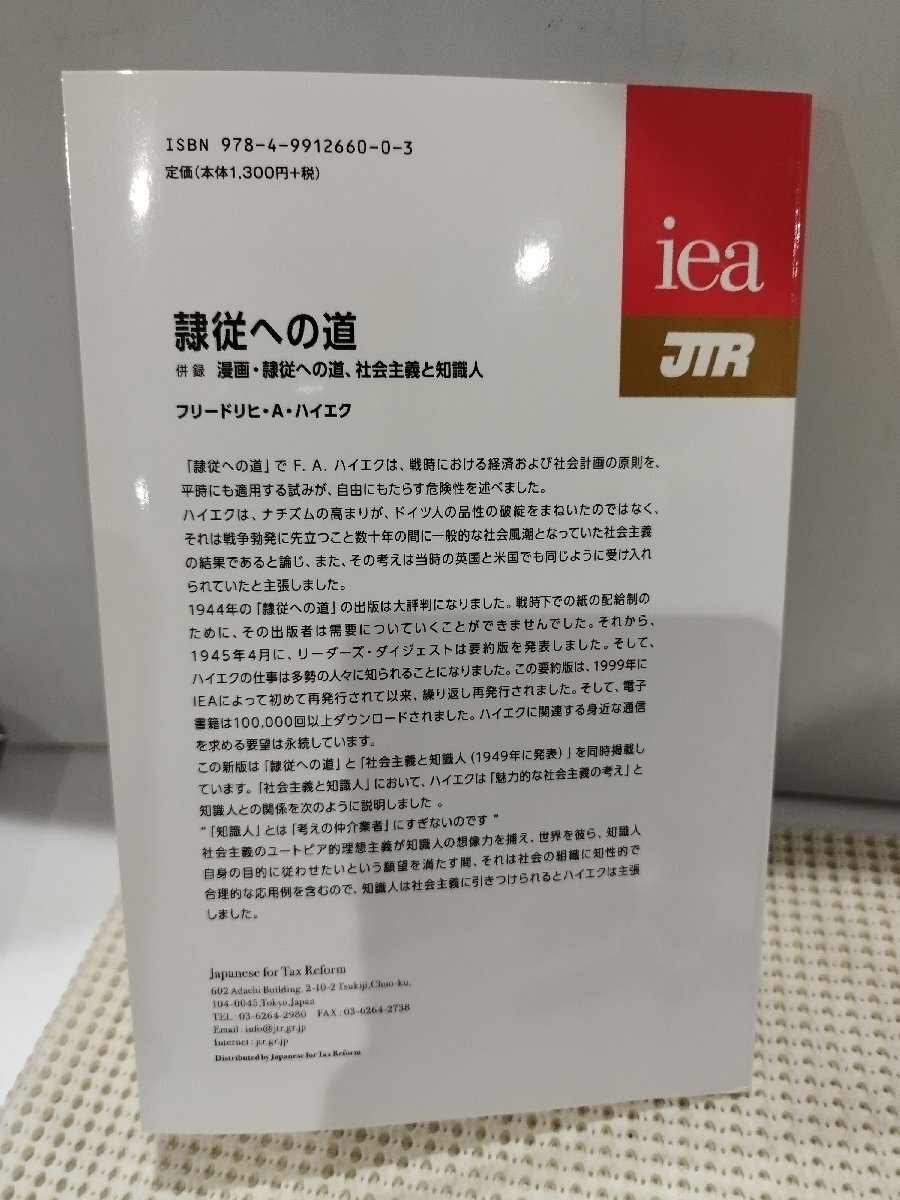 ISBN 978-4-9912660-0-3
定価(本体1,300円+税)
iea
JTR
隷従への道
併録 漫画・隷従への道、社会主義と知識人
フリードリヒ・A・ハイエク
「隷従への道」で F. A. ハイエクは、戦時における経済および社会計画の原則を、
平時にも適用する試みが、自由にもたらす危険性を述べました。
ハイエクは、ナチズムの高まりが、ドイツ人の品性の破綻をまねいたのではなく、
それは戦争勃発に先立つこと数十年の間に一般的な社会風潮となっていた社会主義
の結果であると論じ、また、その考えは当時の英国と米国でも同じように受け入れ
られていたと主張しました。
1944年の「隷従への道」の出版は大評判になりました。戦時下での紙の配給制の
ために、その出版者は需要についていくことができませんでした。それから、
1945年4月に、リーダーズ・ダイジェストは要約版を発表しました。そして、
ハイエクの仕事は多勢の人々に知られることになりました。この要約版は、1999年に
IEAによって初めて再発行されて以来、繰り返し再発行されました。そして、電子
書籍は100,000回以上ダウンロードされました。ハイエクに関連する身近な通信
を求める要望は永続しています。
この新版は「隷従への道」と「社会主義と知識人(1949年に発表)」を同時掲載し
ています。「社会主義と知識人」において、ハイエクは「魅力的な社会主義の考え」と
知識人との関係を次のように説明しました 。
“「知識人」とは「考えの仲介業者」にすぎないのです ”
社会主義のユートピア的理想主義が知識人の想像力を捕え、世界を彼ら、知識人
自身の目的に従わせたいという願望を満たす間、それは社会の組織に知性的で
合理的な応用例を含むので、知識人は社会主義に引きつけられるとハイエクは主張
しました。
Japanese for Tax Reform
602 Adachi Building, 2-10-2 Tsukiji,Chuo-ku,
104-0045,Tokyo,Japan
TEL : 03-6264-2980 FAX : 03-6264-2738
Email : info@jtr.gr.jp
Internet : jtr.gr.jp
Distributed by Japanese for Tax Reform